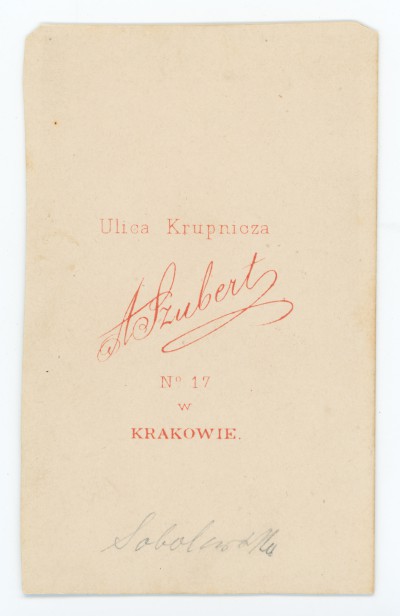 Ulica Krupnicza
A Szubert
Nº 17
w
KRAKOWIE.
Sobolewska